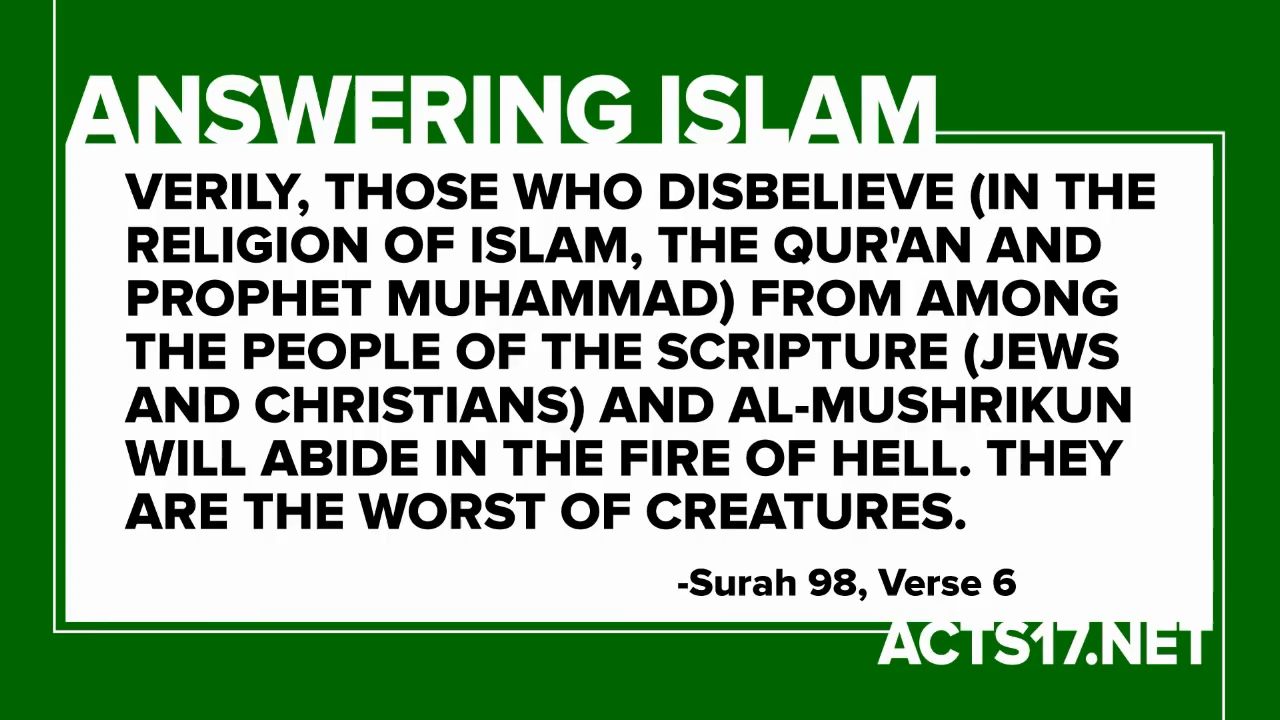 ANSWERING ISLAM
VERILY, THOSE WHO DISBELIEVE (IN THE
RELIGION OF ISLAM, THE QUR'AN AND
PROPHET MUHAMMAD) FROM AMONG
THE PEOPLE OF THE SCRIPTURE (JEWS
AND CHRISTIANS) AND AL-MUSHRIKUN
WILL ABIDE IN THE FIRE OF HELL. THEY
ARE THE WORST OF CREATURES.
-Surah 98, Verse 6
ACTS17.NET